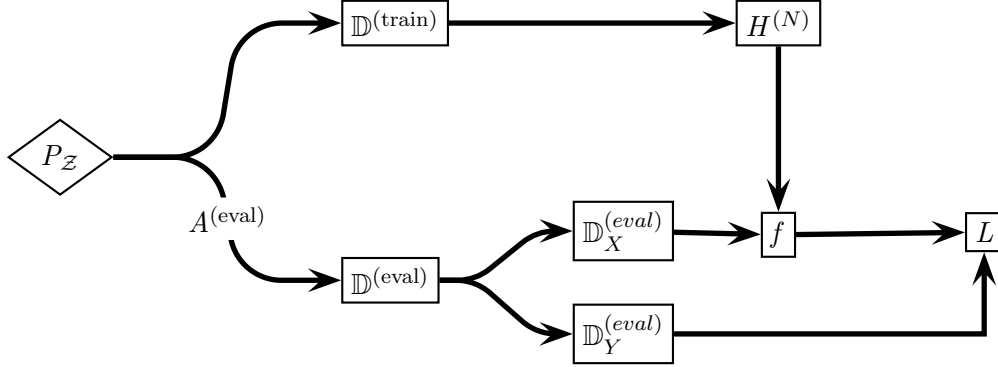 𝔻^(train)
H^(N)
P_𝒵
A^(eval)
𝔻_X^(eval)
f
L
𝔻^(eval)
𝔻_Y^(eval)